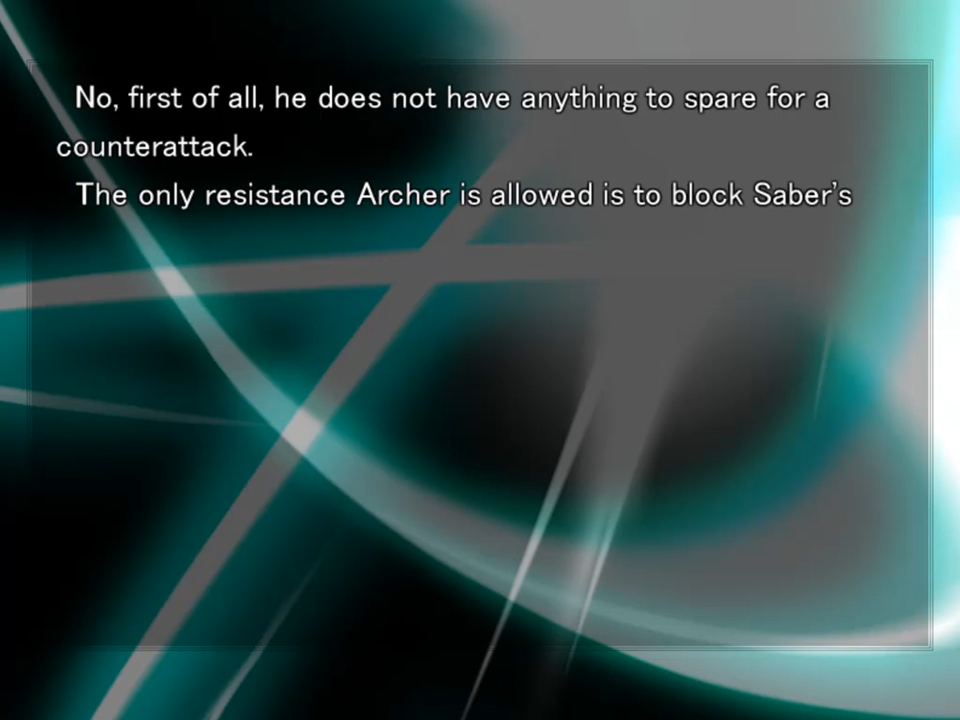 No, first of all, he does not have anything to spare for a
counterattack.
The only resistance Archer is allowed is to block Saber's